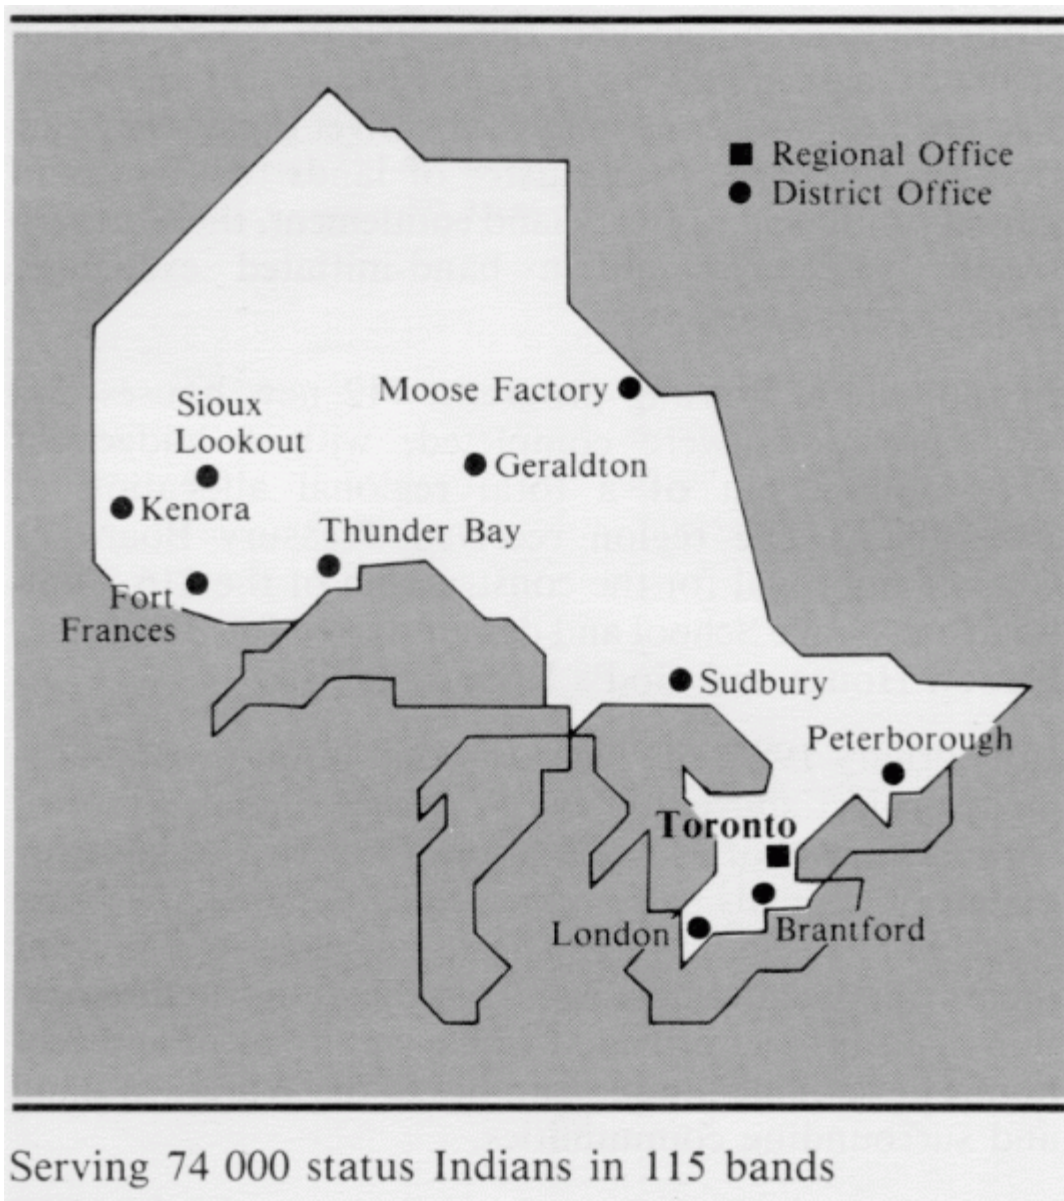 Regional Office
District Office
Moose Factory
Sioux
Lookout
Geraldton
Kenora
Thunder Bay
Fort
Frances
Sudbury
Peterborough
Toronto
London
Brantford
Serving 74 000 status Indians in 115 bands